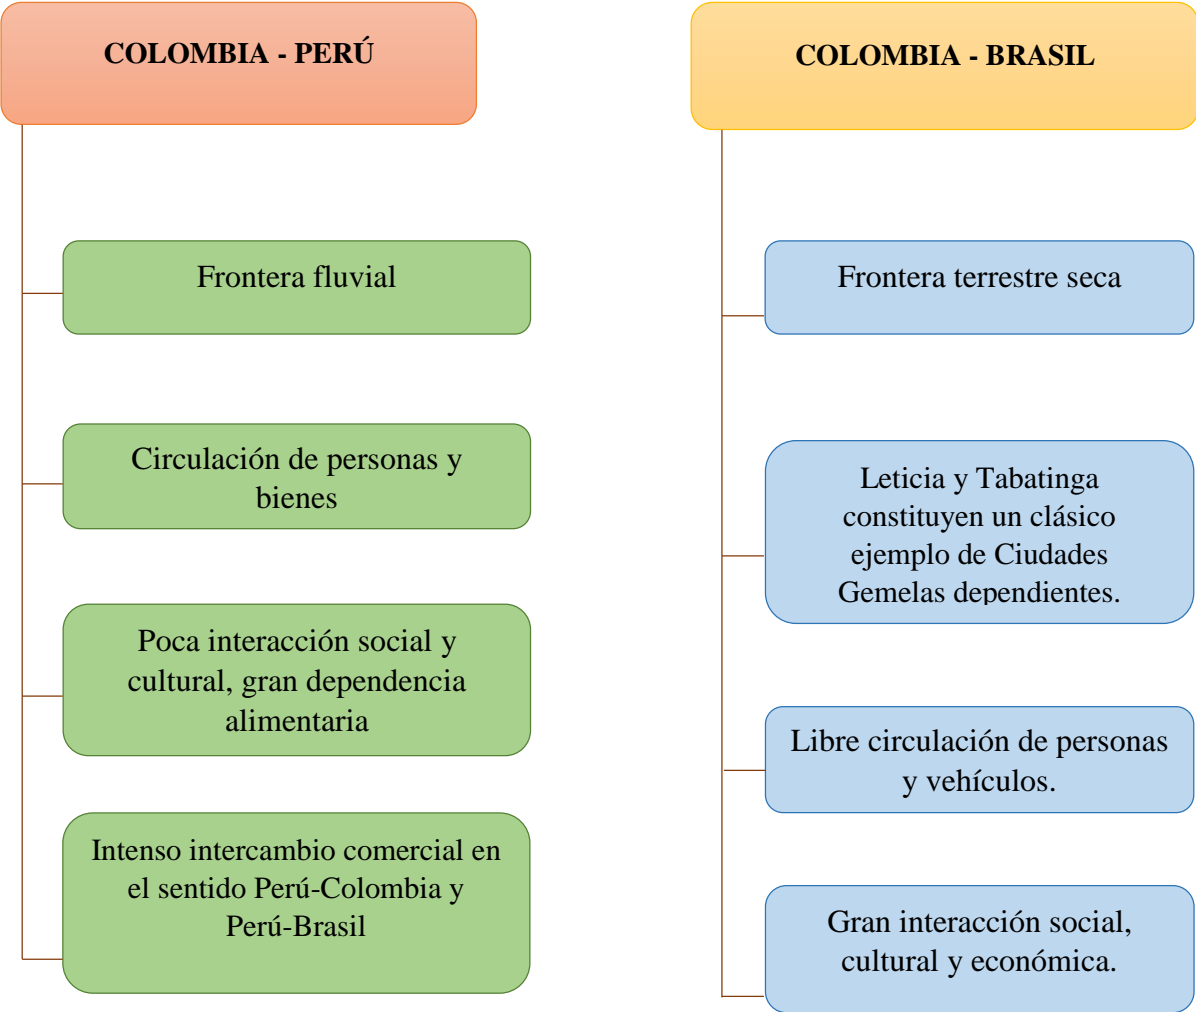 COLOMBIA - PERÚ
Frontera fluvial
Circulación de personas y
bienes
Poca interacción social y
cultural, gran dependencia
alimentaria
Intenso intercambio comercial en
el sentido Perú-Colombia y
Perú-Brasil
COLOMBIA - BRASIL
Frontera terrestre seca
Leticia y Tabatinga
constituyen un clásico
ejemplo de Ciudades
Gemelas dependientes.
Libre circulación de personas
y vehículos.
Gran interacción social,
cultural y económica.